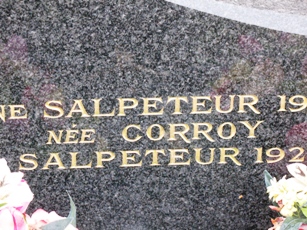 NE SALPETEUR 19
NÉE CORROY
SALPETEUR 192